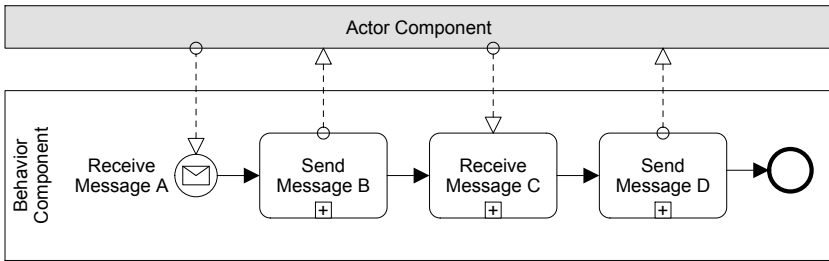 Actor Component
Behavior
Component
Receive
Message A
Send
Message B
Receive
Message C
Send
Message D